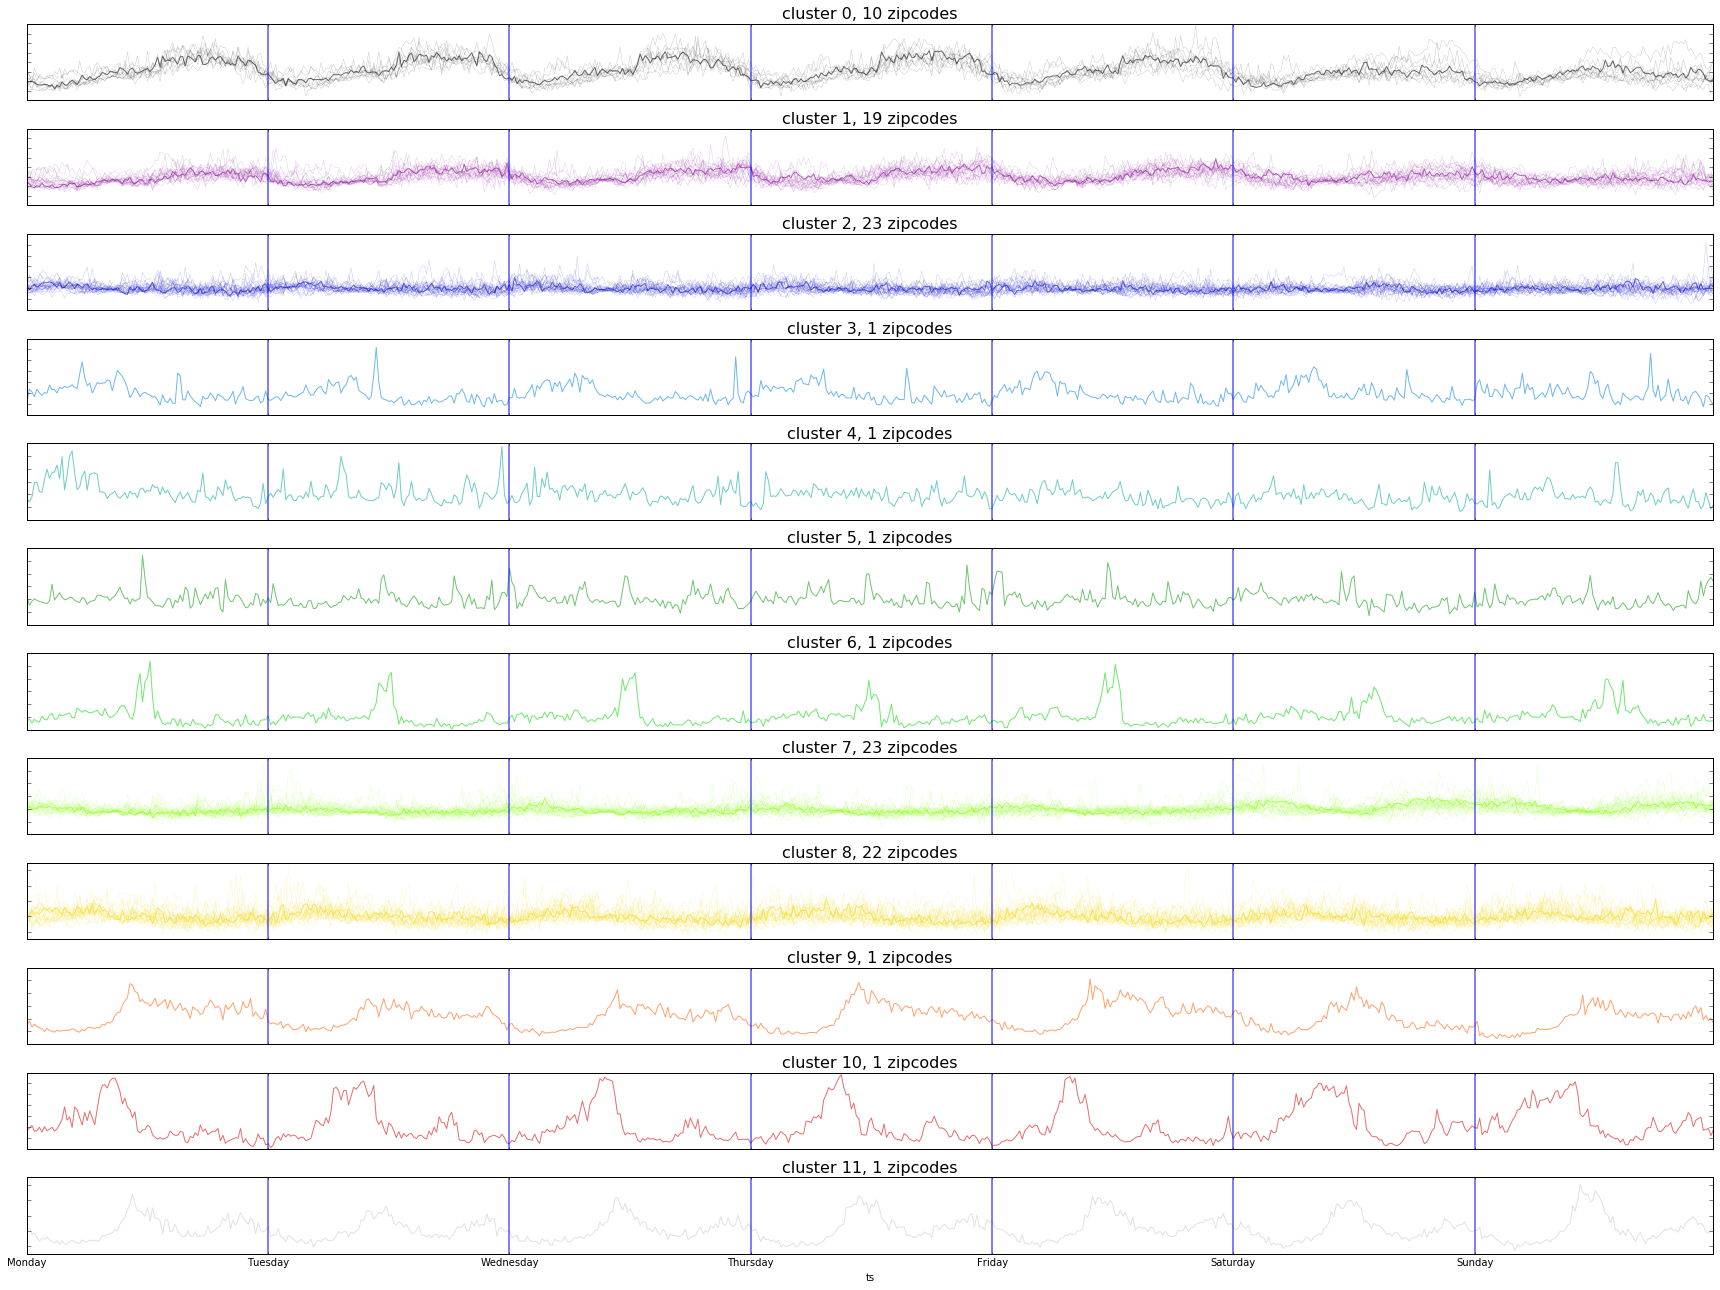 cluster 0, 10 zipcodes
cluster 1, 19 zipcodes
cluster 2, 23 zipcodes
cluster 3, 1 zipcodes
cluster 4, 1 zipcodes
cluster 5, 1 zipcodes
cluster 6, 1 zipcodes
cluster 7, 23 zipcodes
cluster 8, 22 zipcodes
cluster 9, 1 zipcodes
cluster 10, 1 zipcodes
cluster 11, 1 zipcodes
Monday Tuesday Wednesday Thursday Friday Saturday Sunday
ts